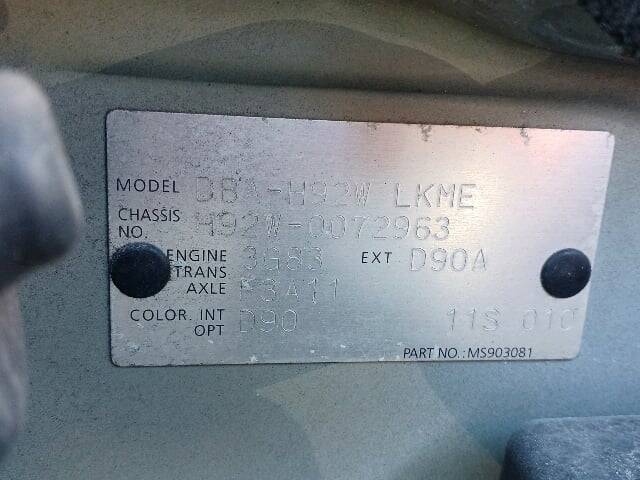 MODEL DBA-H92W LKME
CHASSIS NO. H92W-0072963
ENGINE 3G83 EXT D90A
TRANS AXLE F3A11
COLOR. INT D90 11S 010
OPT
PART NO.:MS903081